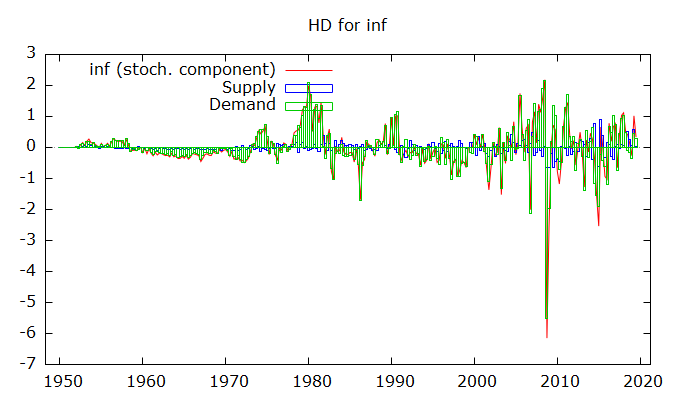 HD for inf
inf (stoch. component)
Supply
Demand
3
2
1
0
-1
-2
-3
-4
-5
-6
-7
1950 1960 1970 1980 1990 2000 2010 2020